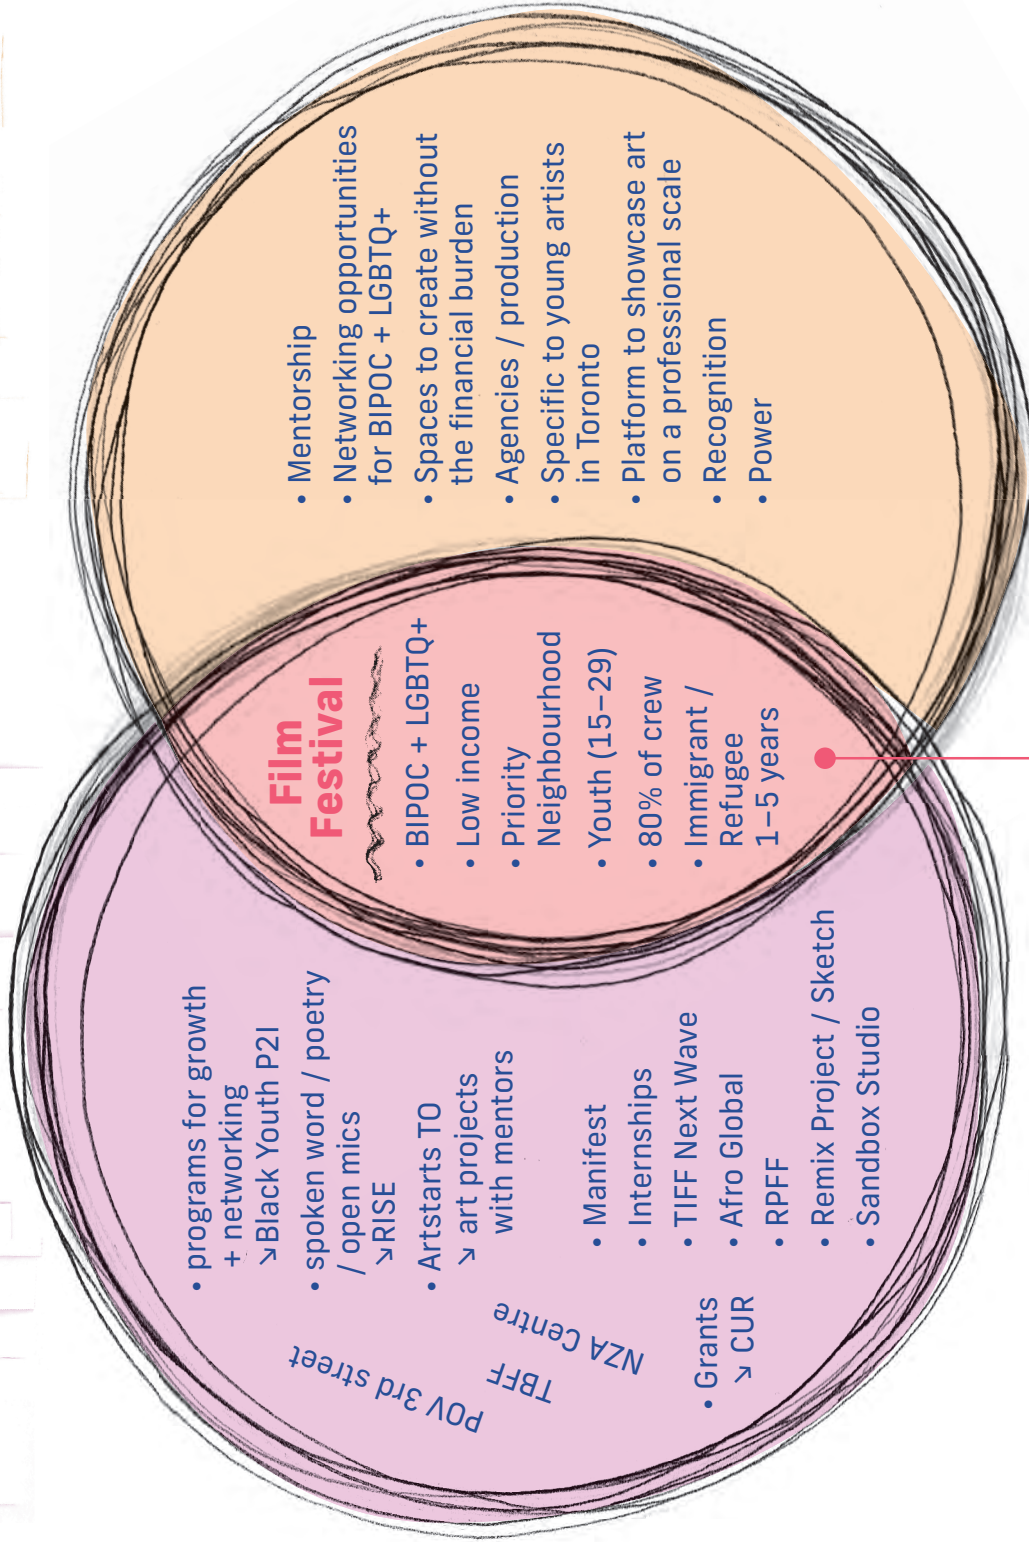 • programs for growth
+ networking
↘Black Youth P2I
• spoken word / poetry
/ open mics
↘RISE
• Artstarts TO
↘ art projects
with mentors
• Manifest
• Internships
• TIFF Next Wave
• Afro Global
• RPFF
• Remix Project / Sketch
• Sandbox Studio
POV 3rd street
TBFF
NZA Centre
• Grants
↘ CUR
Film
Festival
• BIPOC + LGBTQ+
• Low income
• Priority
Neighbourhood
• Youth (15–29)
• 80% of crew
• Immigrant /
Refugee
1–5 years
• Mentorship
• Networking opportunities
for BIPOC + LGBTQ+
• Spaces to create without
the financial burden
• Agencies / production
• Specific to young artists
in Toronto
• Platform to showcase art
on a professional scale
• Recognition
• Power